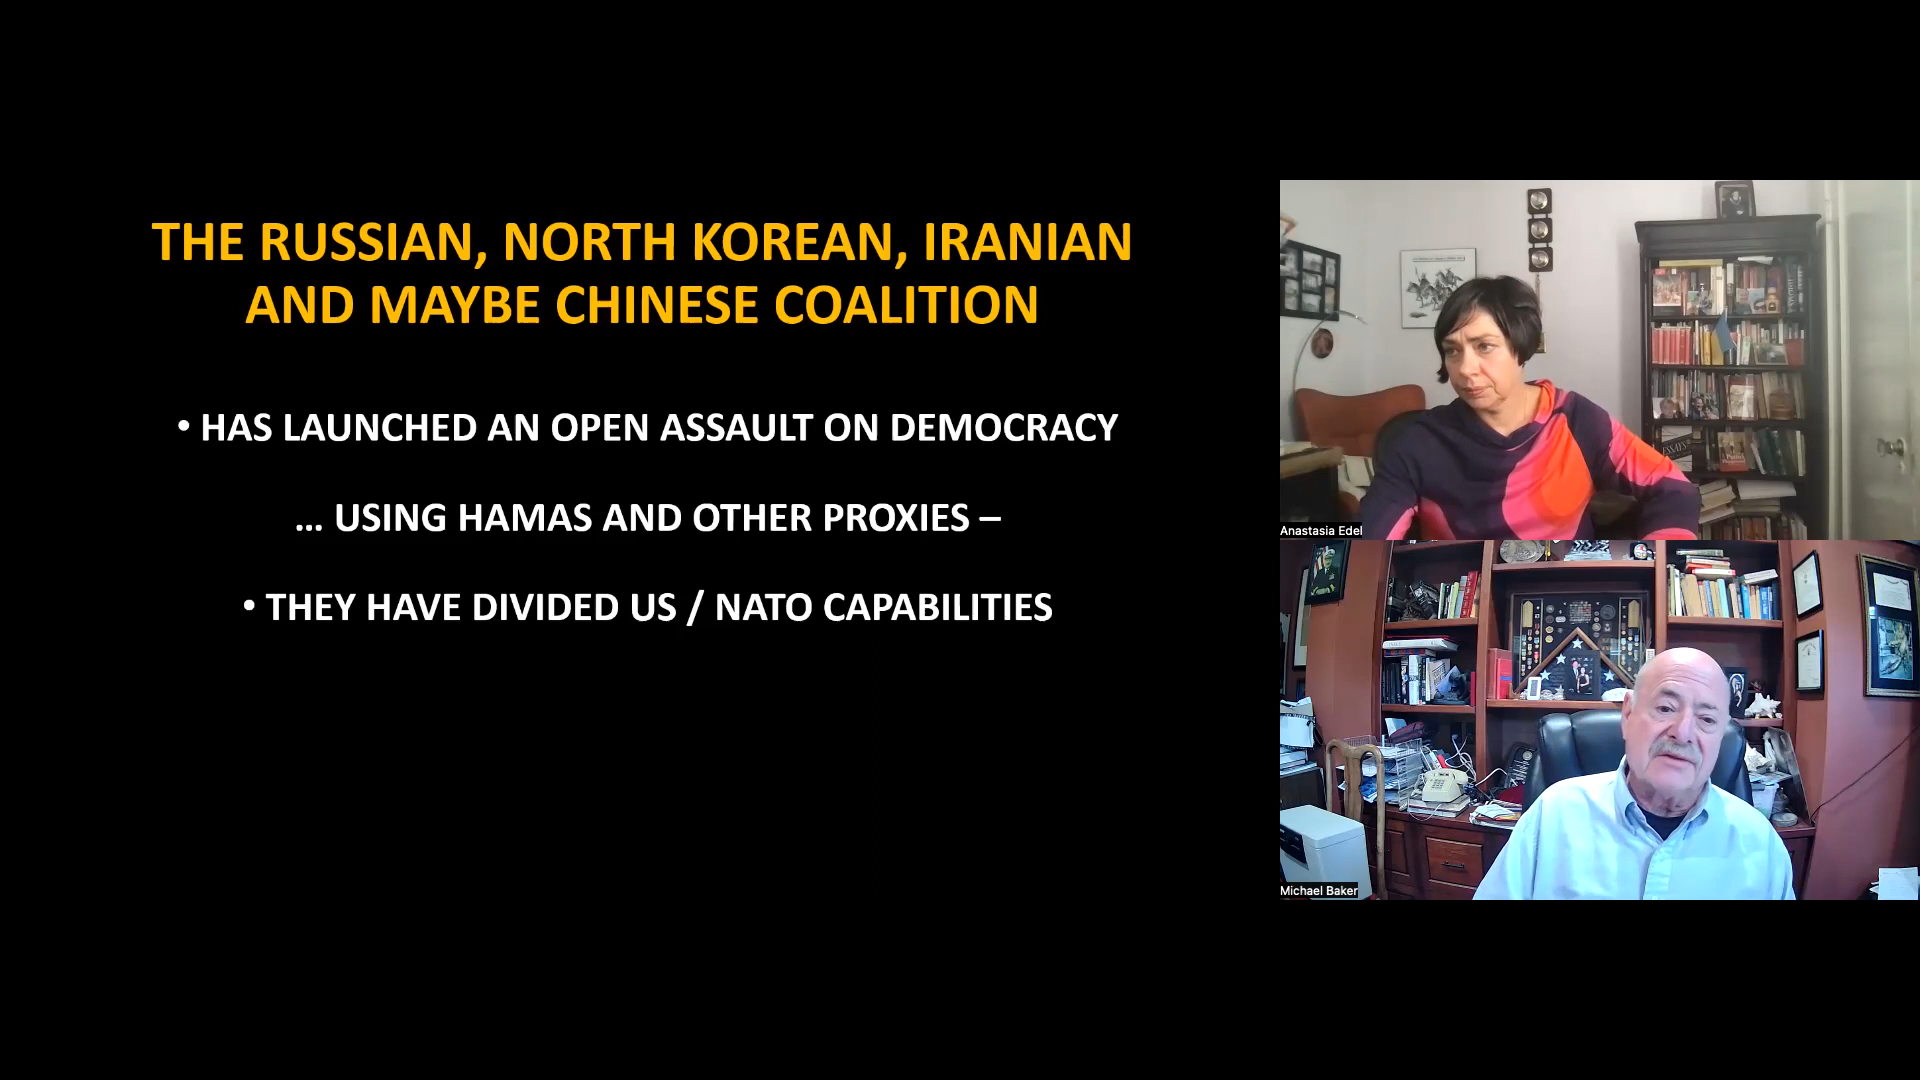 THE RUSSIAN, NORTH KOREAN, IRANIAN
AND MAYBE CHINESE COALITION
• HAS LAUNCHED AN OPEN ASSAULT ON DEMOCRACY
... USING HAMAS AND OTHER PROXIES –
• THEY HAVE DIVIDED US / NATO CAPABILITIES
ESSAYS
Anastasia Edel
Michael Baker